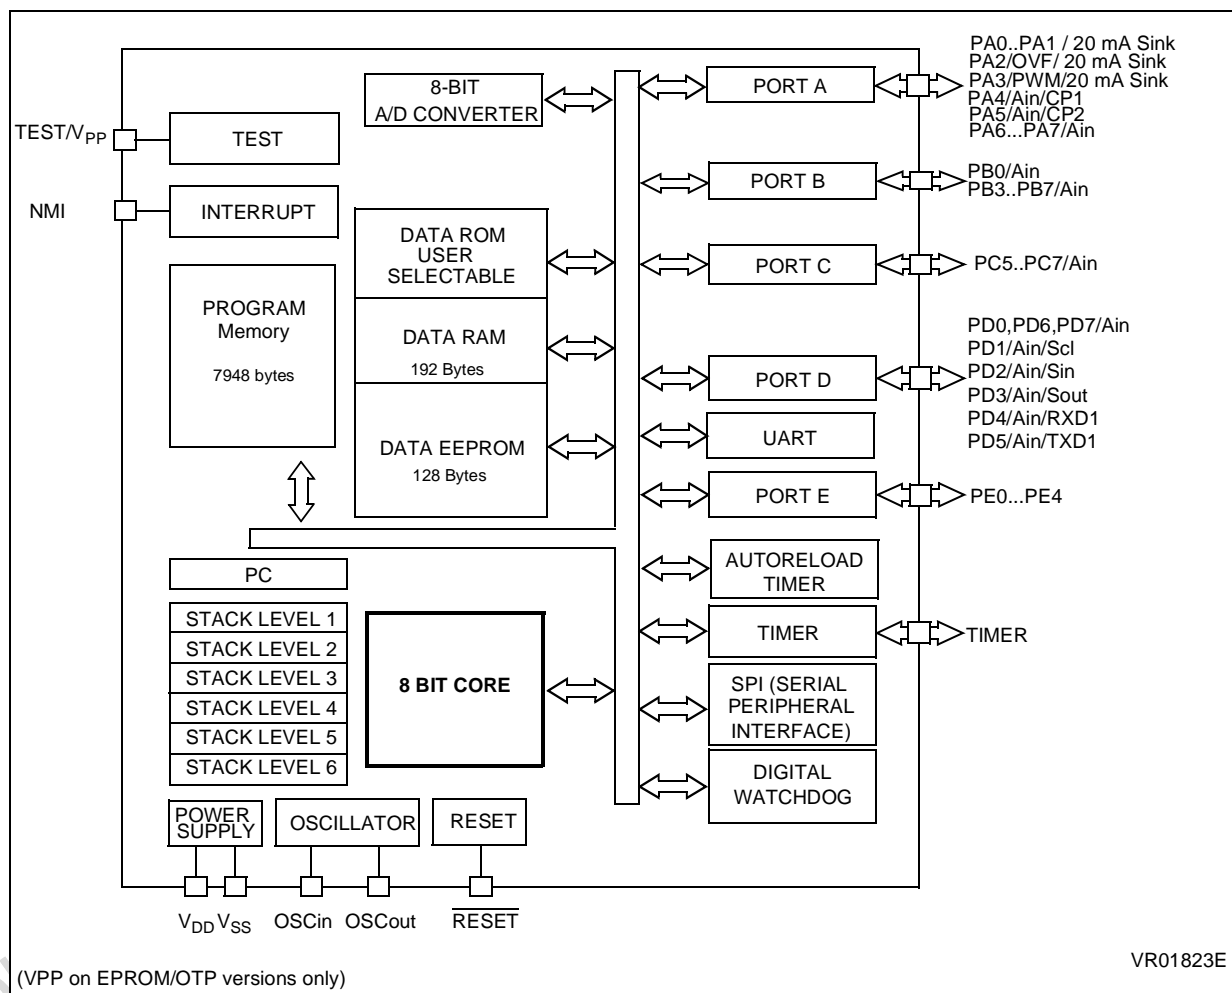 PA0..PA1 / 20 mA Sink
PA2/OVF/ 20 mA Sink
PA3/PWM/20 mA Sink
PA4/Ain/CP1
PA5/Ain/CP2
PA6...PA7/Ain
8-BIT
A/D CONVERTER
PORT A
TEST/VPP
TEST
PORT B
PB0/Ain
PB3..PB7/Ain
NMI
INTERRUPT
DATA ROM
USER
SELECTABLE
PORT C
PC5..PC7/Ain
PROGRAM
Memory
7948 bytes
DATA RAM
192 Bytes
PORT D
PD0,PD6,PD7/Ain
PD1/Ain/Scl
PD2/Ain/Sin
PD3/Ain/Sout
PD4/Ain/RXD1
PD5/Ain/TXD1
DATA EEPROM
128 Bytes
UART
PORT E
PE0...PE4
PC
AUTORELOAD
TIMER
STACK LEVEL 1
STACK LEVEL 2
STACK LEVEL 3
STACK LEVEL 4
STACK LEVEL 5
STACK LEVEL 6
8 BIT CORE
TIMER
TIMER
SPI (SERIAL
PERIPHERAL
INTERFACE)
DIGITAL
WATCHDOG
POWER
SUPPLY
OSCILLATOR
RESET
VDD VSS
OSCin
OSCout
RESET
VR01823E
(VPP on EPROM/OTP versions only)